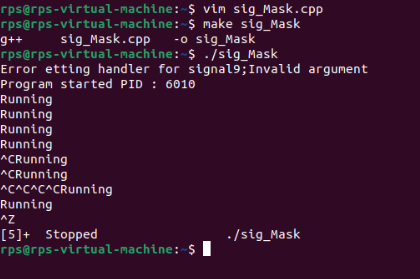 rps@rps-virtual-machine:~$ vim sig_Mask.cpp
rps@rps-virtual-machine:~$ make sig_Mask
g++     sig_Mask.cpp   -o sig_Mask
rps@rps-virtual-machine:~$ ./sig_Mask
Error etting handler for signal9;Invalid argument
Program started PID : 6010
Running
Running
Running
Running
^CRunning
^CRunning
^C^C^C^CRunning
Running
^Z
[5]+  Stopped                 ./sig_Mask
rps@rps-virtual-machine:~$